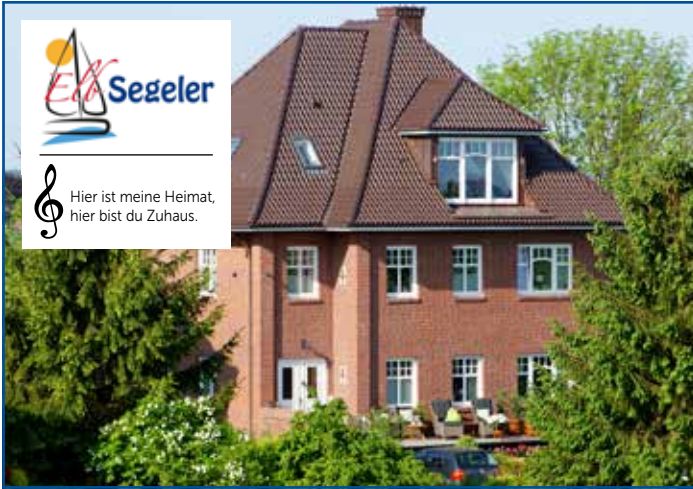 Elb Segeler
Hier ist meine Heimat,
hier bist du Zuhaus.